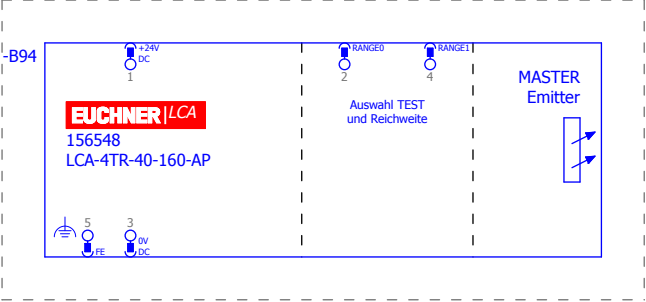 -B94
+24V
DC
1
RANGE0
2
RANGE1
4
MASTER
Emitter
EUCHNER LCA
156548
LCA-4TR-40-160-AP
Auswahl TEST
und Reichweite
5
FE
3
0V
DC